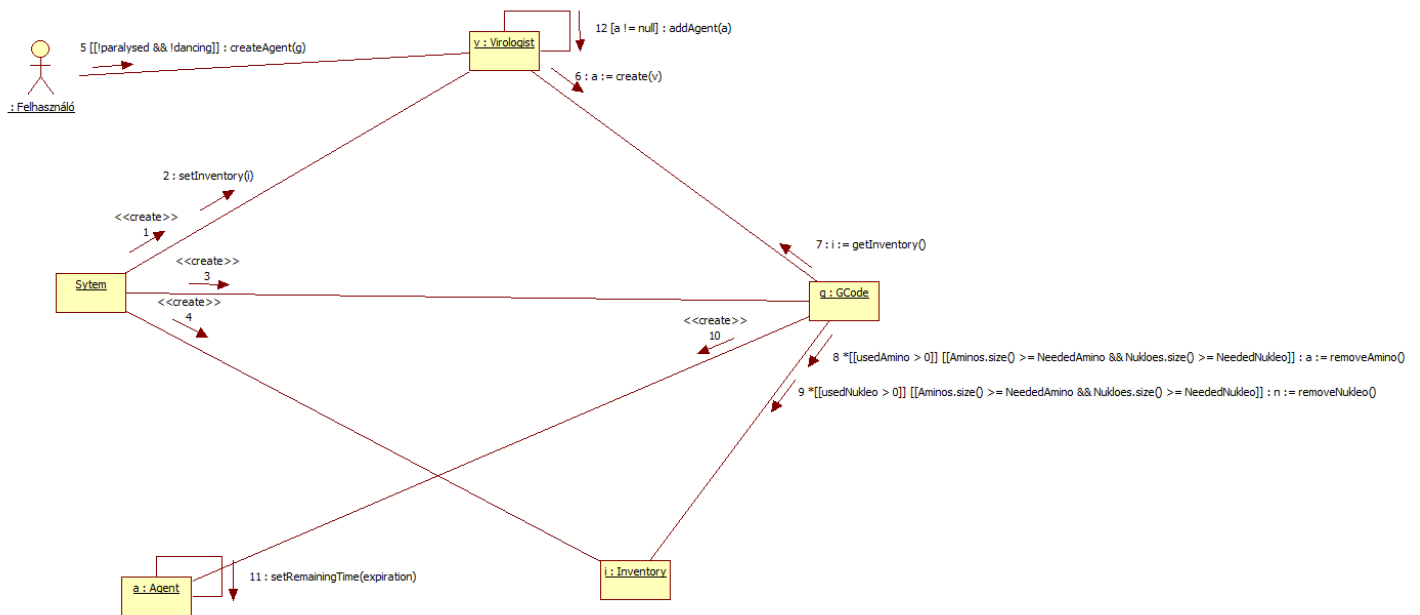 12 [a != null] : addAgent(a)
5 [[!paralysed && !dancing]] : createAgent(g)
v : Virologist
6 : a := create(v)
: Felhasználó
2 : setInventory(i)
<<create>>
1
7 : i := getInventory()
<<create>>
3
Sytem
g : GCode
<<create>>
4
<<create>>
10
8 *[[usedAmino > 0]] [[Aminos.size() >= NeededAmino && Nukloes.size() >= NeededNukleo]] : a := removeAmino()
9 *[[usedNukleo > 0]] [[Aminos.size() >= NeededAmino && Nukloes.size() >= NeededNukleo]] : n := removeNukleo()
i : Inventory
11 : setRemainingTime(expiration)
a : Agent